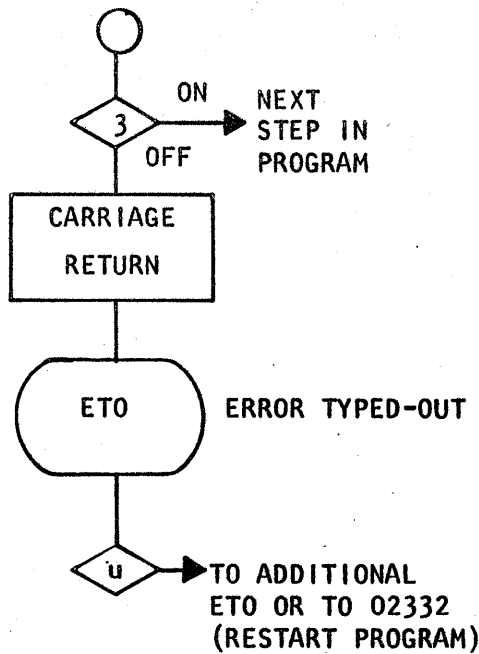 ON
NEXT
3
STEP IN
OFF
PROGRAM
CARRIAGE
RETURN
ETO
ERROR TYPED-OUT
u
TO ADDITIONAL
ETO OR TO 02332
(RESTART PROGRAM)